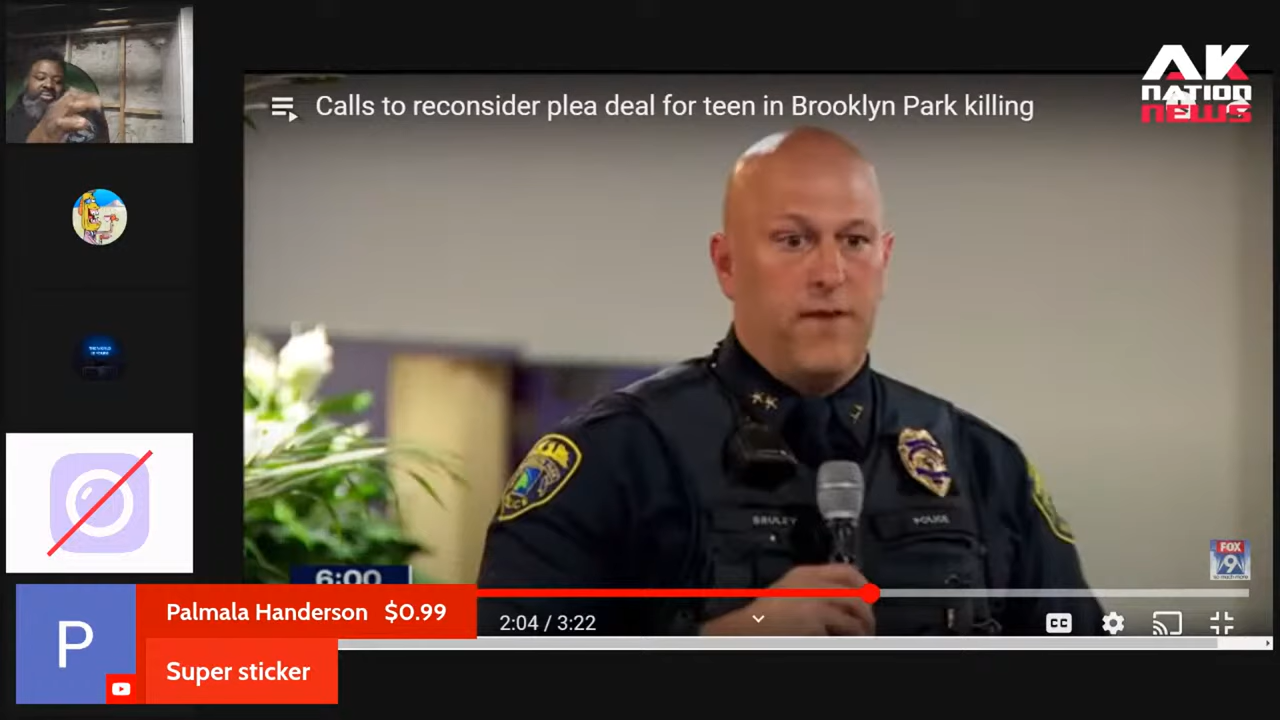 Calls to reconsider plea deal for teen in Brooklyn Park killing
AK
NATION
NEWS
BRULEY
POLICE
FOX
9
6:00
Palmala Handerson $0.99
P
Super sticker
2:04 / 3:22
CC